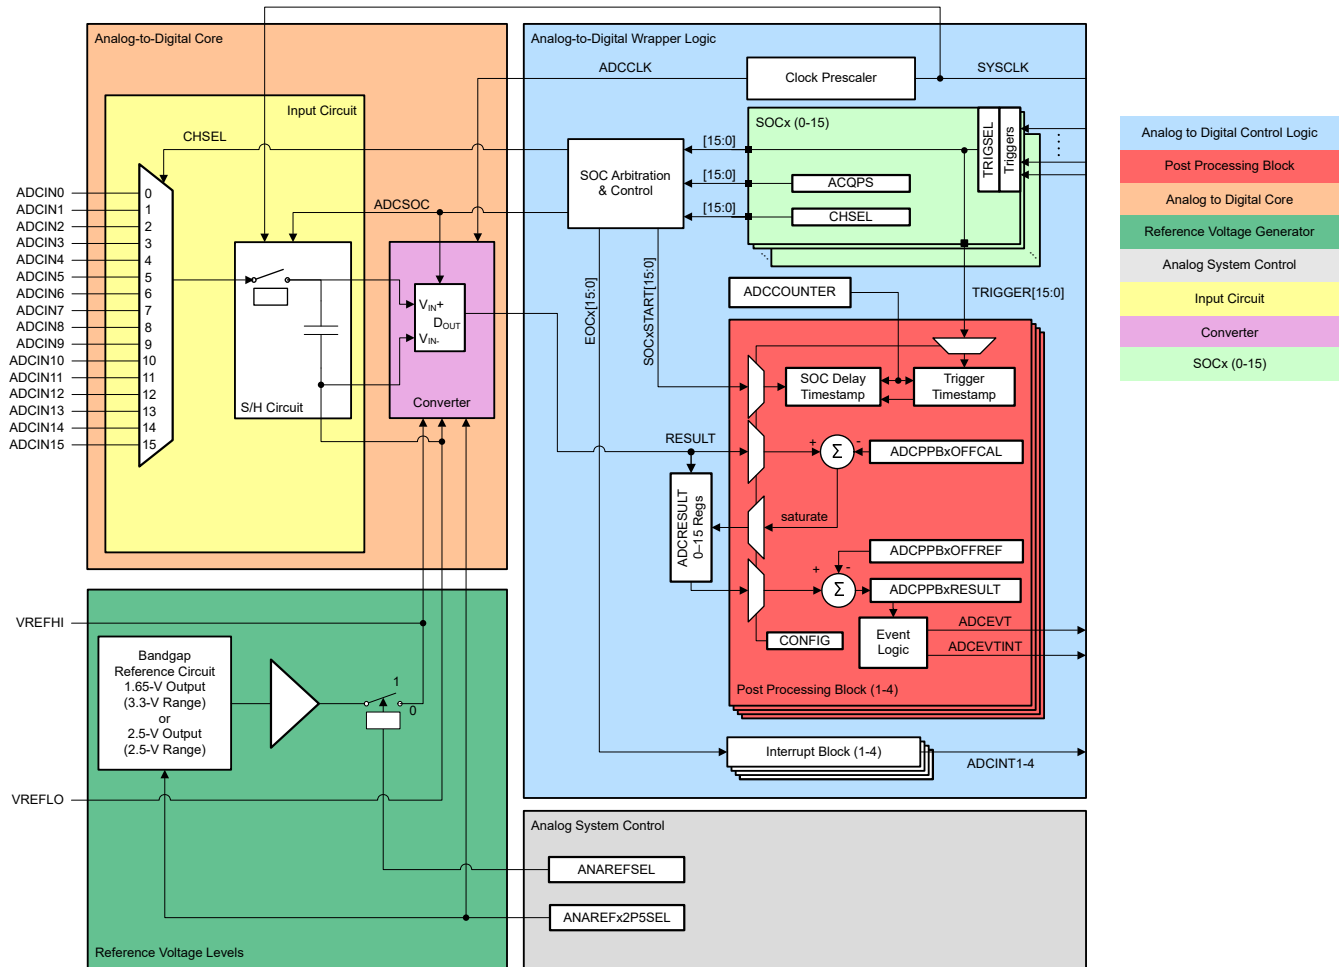 Analog-to-Digital Core
Input Circuit
CHSEL
ADCIN0
ADCIN1
ADCIN2
ADCIN3
ADCIN4
ADCIN5
ADCIN6
ADCIN7
ADCIN8
ADCIN9
ADCIN10
ADCIN11
ADCIN12
ADCIN13
ADCIN14
ADCIN15
0
1
2
3
4
5
6
7
8
9
10
11
12
13
14
15
ADCSOC
S/H Circuit
VIN+
DOUT
VIN-
Converter
Analog-to-Digital Wrapper Logic
ADCCLK
Clock Prescaler
SYSCLK
SOCx (0-15)
TRIGSEL
Triggers
SOC Arbitration
& Control
[15:0]
[15:0]
[15:0]
ACQPS
CHSEL
EOCx[15:0]
SOCxSTART[15:0]
ADCCOUNTER
TRIGGER[15:0]
SOC Delay
Timestamp
Trigger
Timestamp
RESULT
+
Σ
-
ADCPPBxOFFCAL
ADCRESULT
0–15 Regs
saturate
ADCPPBxOFFREF
+
-
Σ
ADCPPBxRESULT
CONFIG
Event
Logic
ADCEVT
ADCEVTINT
Post Processing Block (1-4)
Interrupt Block (1-4)
ADCINT1-4
VREFHI
Bandgap
Reference Circuit
1.65-V Output
(3.3-V Range)
or
2.5-V Output
(2.5-V Range)
1
0
VREFLO
Reference Voltage Levels
Analog System Control
ANAREFSEL
ANAREFx2P5SEL
Analog to Digital Control Logic
Post Processing Block
Analog to Digital Core
Reference Voltage Generator
Analog System Control
Input Circuit
Converter
SOCx (0-15)